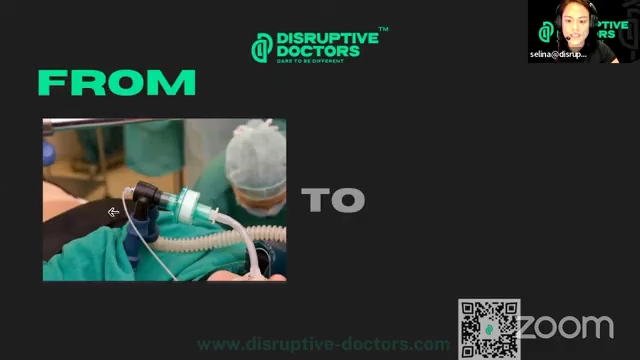 DISRUPTIVE
DOCTORS™
DARE TO BE DIFFERENT
FROM
TO
selina@disrup...
www.disruptive-doctors.com
zoom